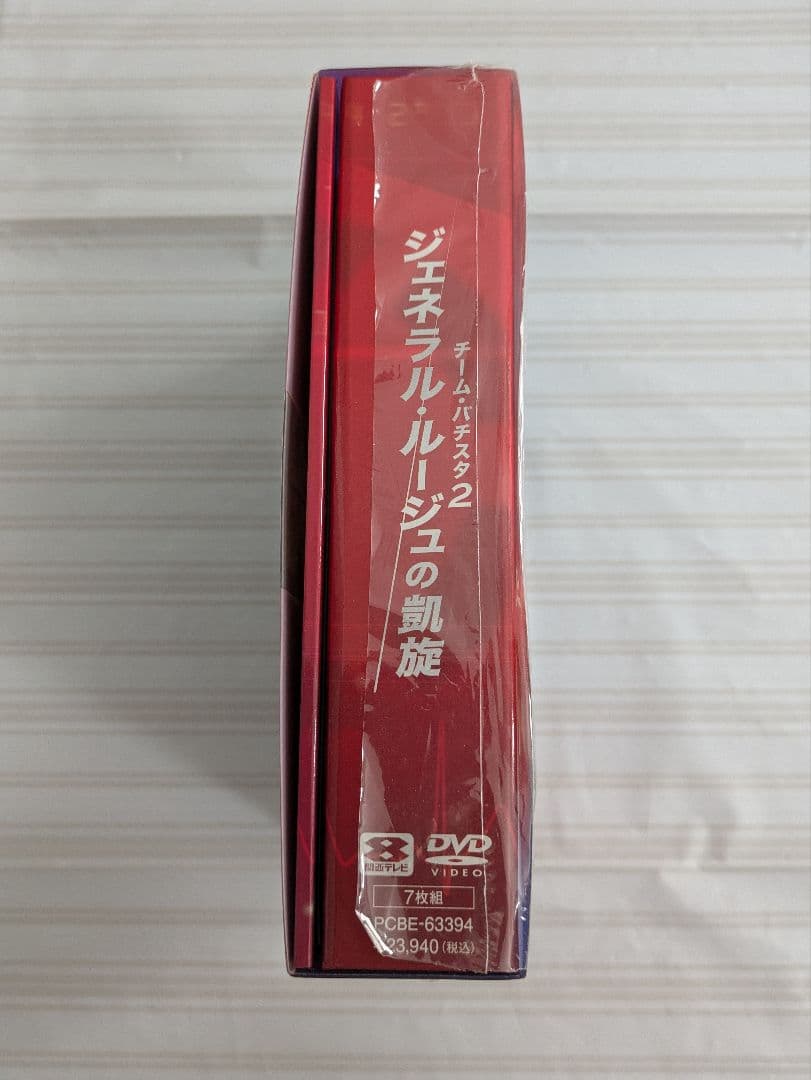 チーム・バチスタ2
ジェネラル・ルージュの凱旋
関西テレビ
DVD
VIDEO
7枚組
PCBE-63394
23,940(税込)